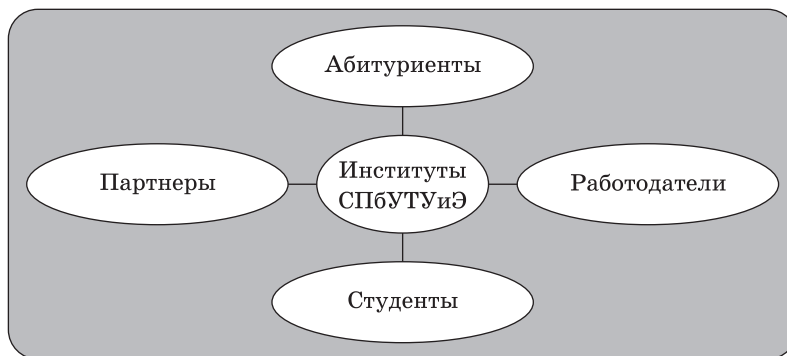 Абитуриенты
Партнеры
Институты
СПбУТУиЭ
Работодатели
Студенты